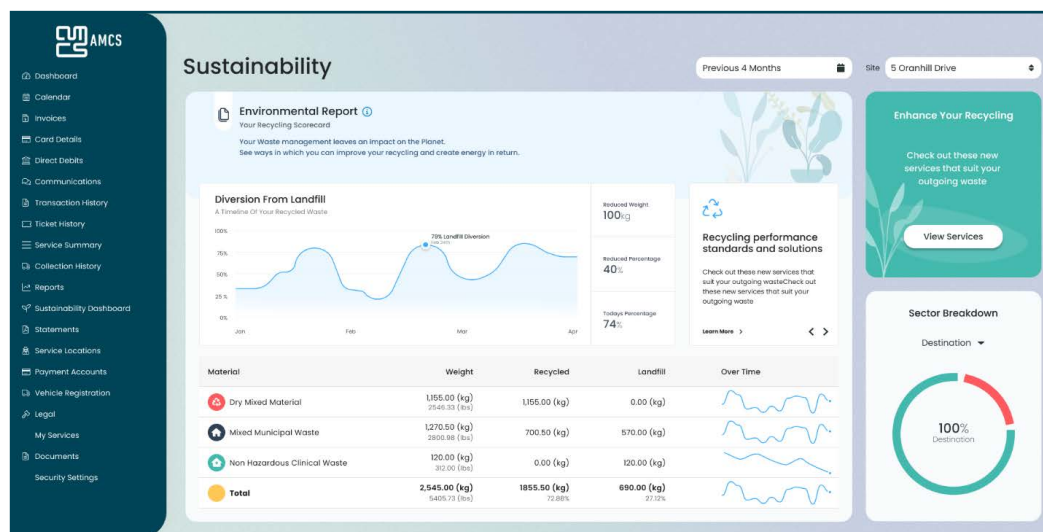 AMCS
Dashboard
Calendar
Invoices
Card Details
Direct Debits
Communications
Transaction History
Ticket History
Service Summary
Collection History
Reports
Sustainability Dashboard
Statements
Service Locations
Payment Accounts
Vehicle Registration
Legal
My Services
Documents
Security Settings
Sustainability
Previous 4 Months
Site 5 Oranhill Drive
Environmental Report
Your Recycling Scorecard
Your Waste management leaves an impact on the Planet.
See ways in which you can improve your recycling and create energy in return.
Diversion From Landfill
A Timeline Of Your Recycled Waste
100%
75%
50%
25%
0%
Jan Feb Mar Apr
79% Landfill Diversion
Reduced Weight
100kg
Reduced Percentage
40%
Todays Percentage
74%
Recycling performance
standards and solutions
Check out these new services that
suit your outgoing wasteCheck out
these new services that suit your
outgoing waste
Learn More
Material Weight Recycled Landfill Over Time
Dry Mixed Material 1,155.00 (kg) 1,155.00 (kg) 0.00 (kg)
2546.33 (lbs)
Mixed Municipal Waste 1,270.50 (kg) 700.50 (kg) 570.00 (kg)
2800.98 (lbs)
Non Hazardous Clinical Waste 120.00 (kg) 0.00 (kg) 120.00 (kg)
312.00 (lbs)
Total 2,545.00 (kg) 1855.50 (kg) 690.00 (kg)
5405.73 (lbs) 72.88% 27.12%
Enhance Your Recycling
Check out these new
services that suit your
outgoing waste
View Services
Sector Breakdown
Destination
100%
Destination